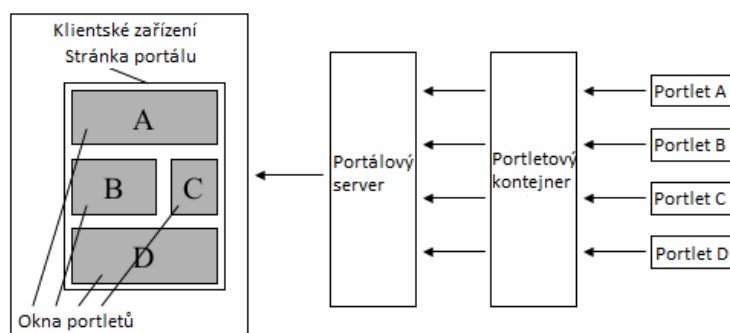 Klientské zařízení
Stránka portálu
A
B
C
D
Okna portletů
Portálový
server
Portletový
kontejner
Portlet A
Portlet B
Portlet C
Portlet D